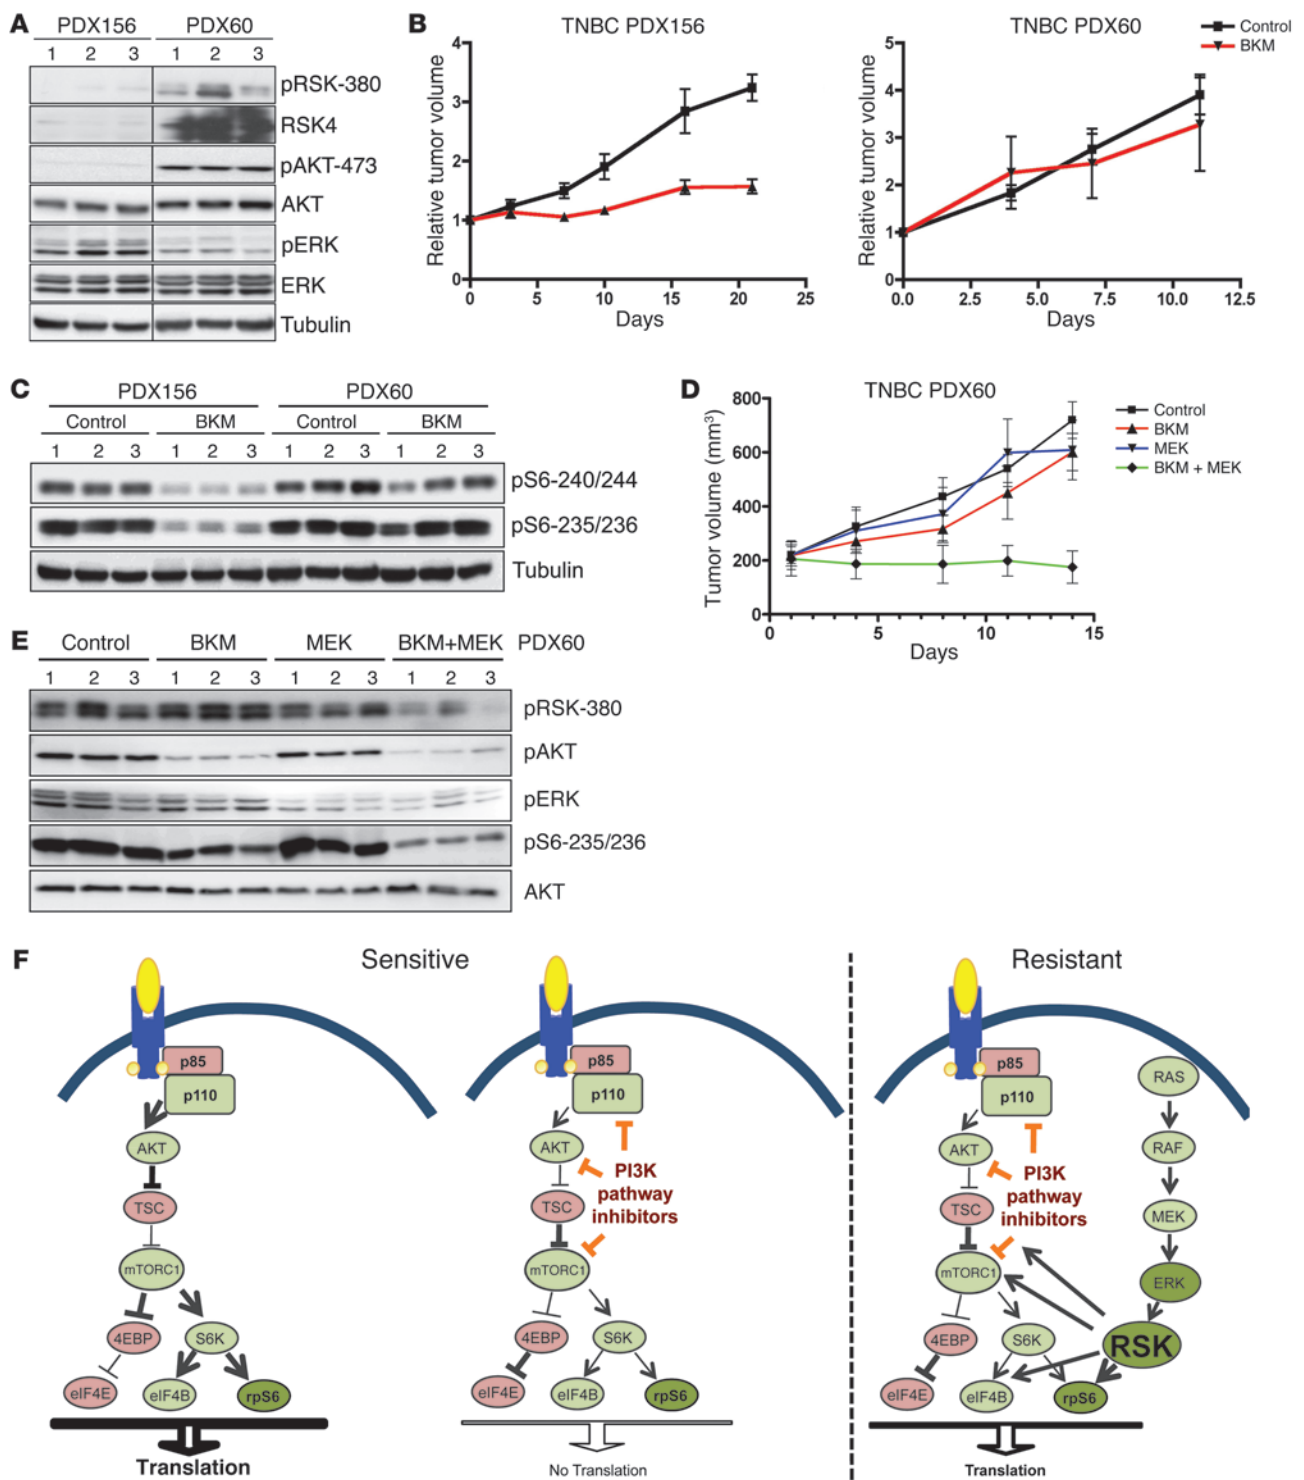 A
PDX156 PDX60
1 2 3 1 2 3
pRSK-380
RSK4
pAKT-473
AKT
pERK
ERK
Tubulin
B
TNBC PDX156
Relative tumor volume
4
3
2
1
0
0 5 10 15 20 25
Days
TNBC PDX60
Control
BKM
Relative tumor volume
5
4
3
2
1
0
0.0 2.5 5.0 7.5 10.0 12.5
Days
C
PDX156 PDX60
Control BKM Control BKM
1 2 3 1 2 3 1 2 3 1 2 3
pS6-240/244
pS6-235/236
Tubulin
D
TNBC PDX60
Tumor volume (mm³)
800
600
400
200
0
0 5 10 15
Days
Control
BKM
MEK
BKM + MEK
E
Control BKM MEK BKM+MEK PDX60
1 2 3 1 2 3 1 2 3 1 2 3
pRSK-380
pAKT
pERK
pS6-235/236
AKT
F
Sensitive
p85
p110
AKT
TSC
mTORC1
4EBP S6K
eIF4E eIF4B rpS6
Translation
p85
p110
AKT
PI3K
pathway
inhibitors
TSC
mTORC1
4EBP S6K
eIF4E eIF4B rpS6
No Translation
Resistant
p85
p110
RAS
AKT
RAF
PI3K
pathway
inhibitors
TSC
MEK
mTORC1
ERK
4EBP S6K
RSK
eIF4E eIF4B rpS6
Translation